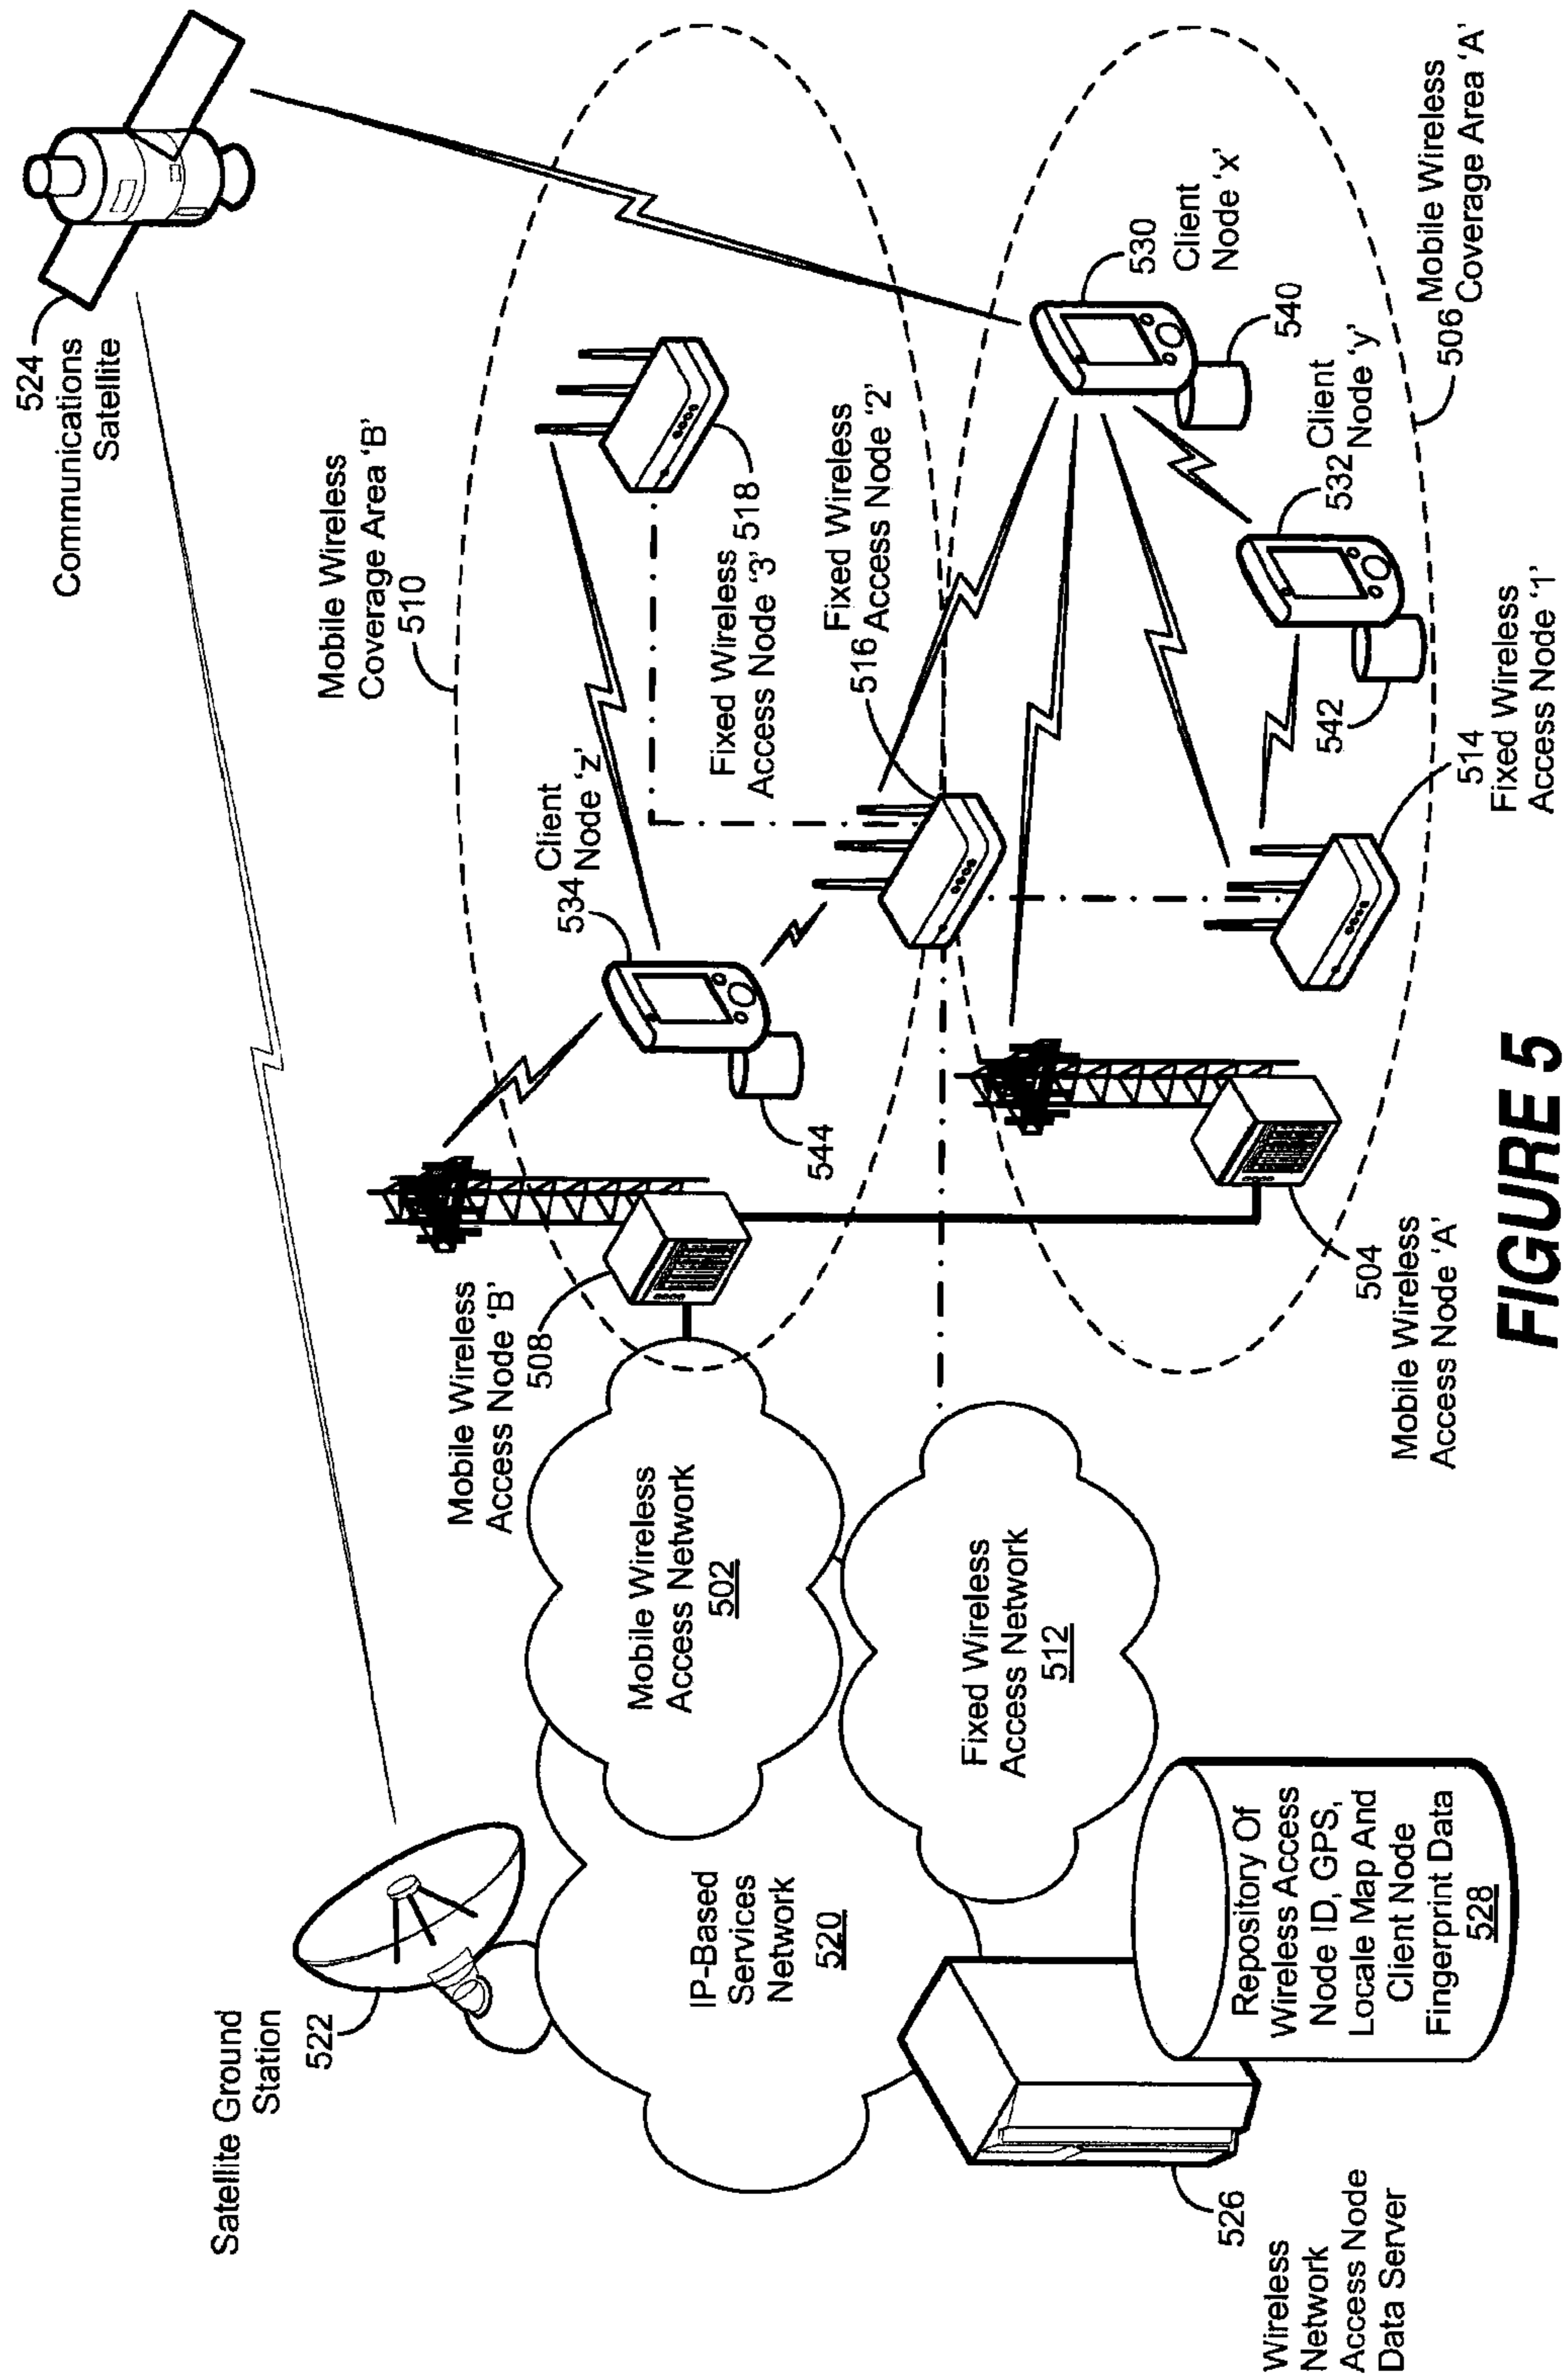 524
Communications
Satellite
Mobile Wireless
Coverage Area 'B'
510
Satellite Ground
Station
522
Mobile Wireless
Access Node 'B'
508
534
Client
Node 'z'
544
Fixed Wireless
Access Node '3' 518
Fixed Wireless
516 Access Node '2'
530
Client
Node 'x'
540
532 Client
Node 'y'
542
506 Mobile Wireless
Coverage Area 'A'
514
Fixed Wireless
Access Node '1'
504
Mobile Wireless
Access Node 'A'
Mobile Wireless
Access Network
502
Fixed Wireless
Access Network
512
IP-Based
Services
Network
520
526
Wireless
Network
Access Node
Data Server
Repository Of
Wireless Access
Node ID, GPS,
Locale Map And
Client Node
Fingerprint Data
528
FIGURE 5